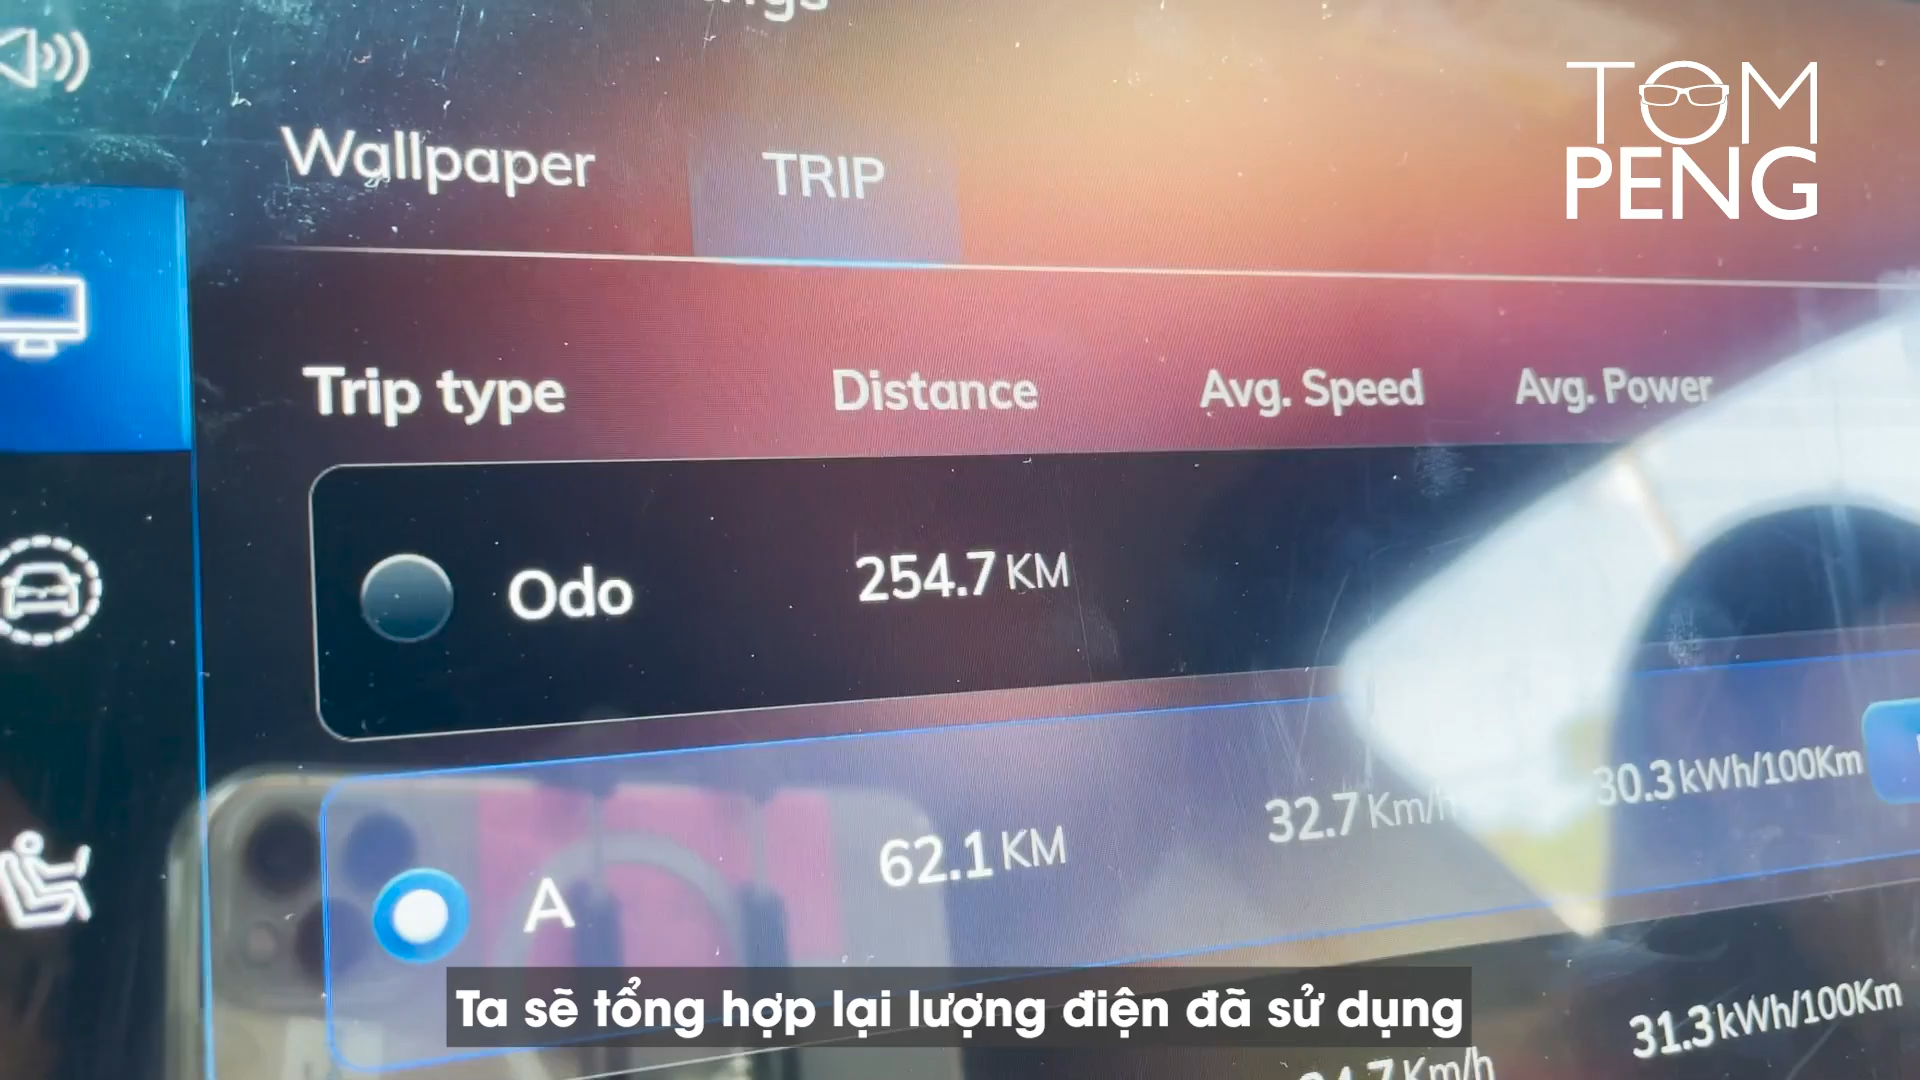 TOM
PENG
Wallpaper
TRIP
Trip type
Distance
Avg. Speed
Avg. Power
Odo
254.7 KM
A
62.1 KM
32.7 Km/h
30.3 kWh/100Km
31.3 kWh/100Km
Ta sẽ tổng hợp lại lượng điện đã sử dụng